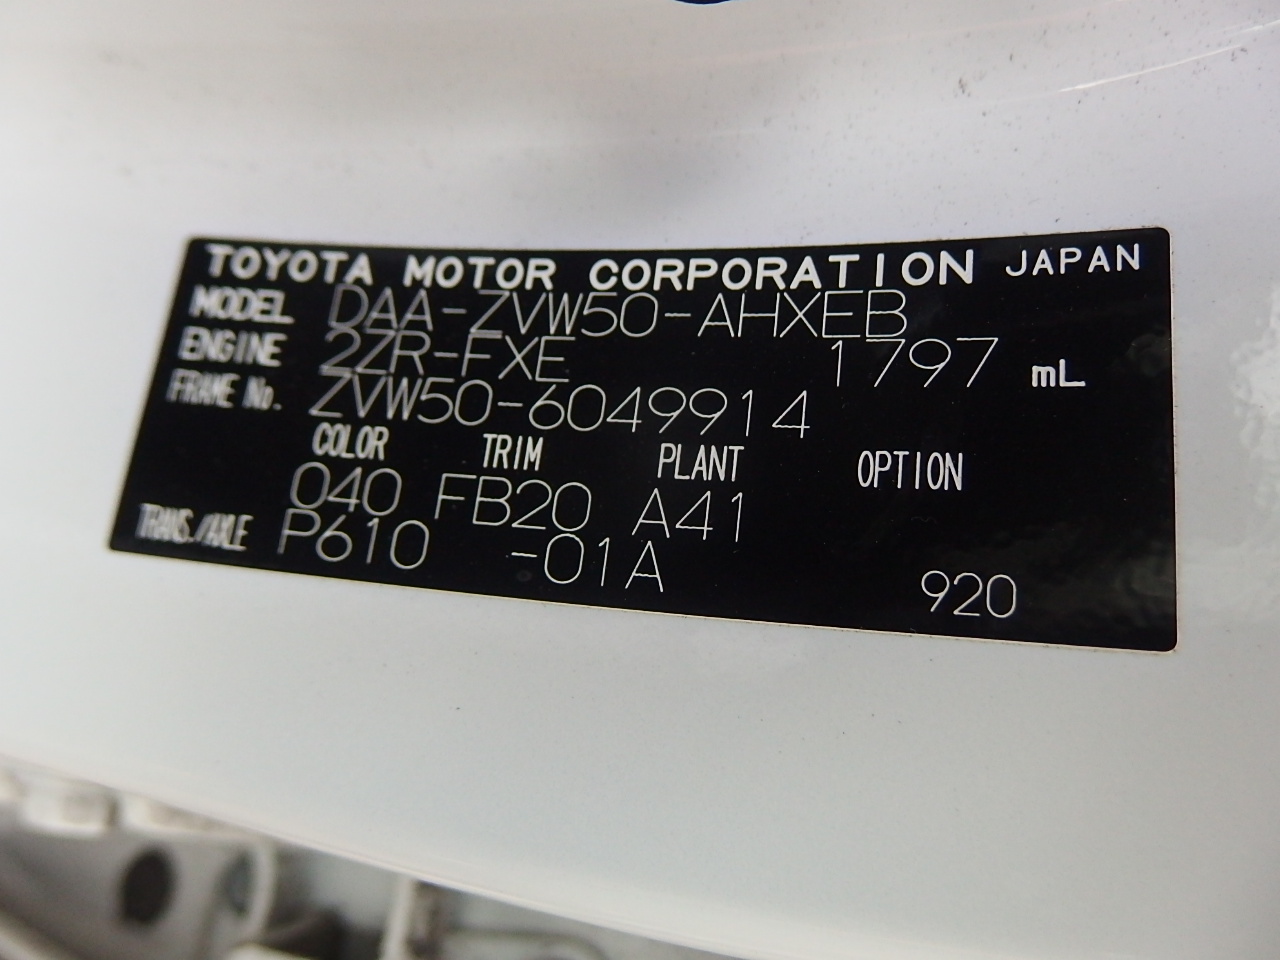 TOYOTA MOTOR CORPORATION JAPAN
MODEL DAA-ZVW50-AHXEB
ENGINE 2ZR-FXE 1797 mL
FRAME No. ZVW50-6049914
COLOR TRIM PLANT OPTION
040 FB20 A41
TRANS./AXLE P610 -01A 920